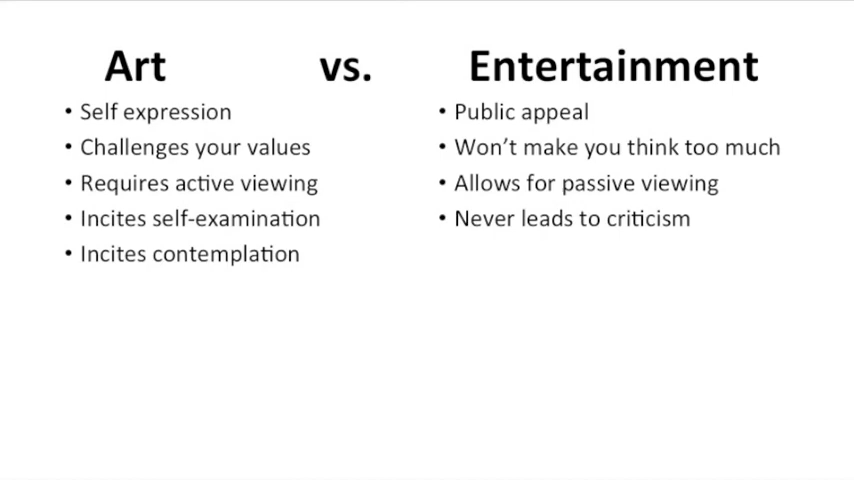 Art vs. Entertainment
• Self expression
• Challenges your values
• Requires active viewing
• Incites self-examination
• Incites contemplation
• Public appeal
• Won’t make you think too much
• Allows for passive viewing
• Never leads to criticism